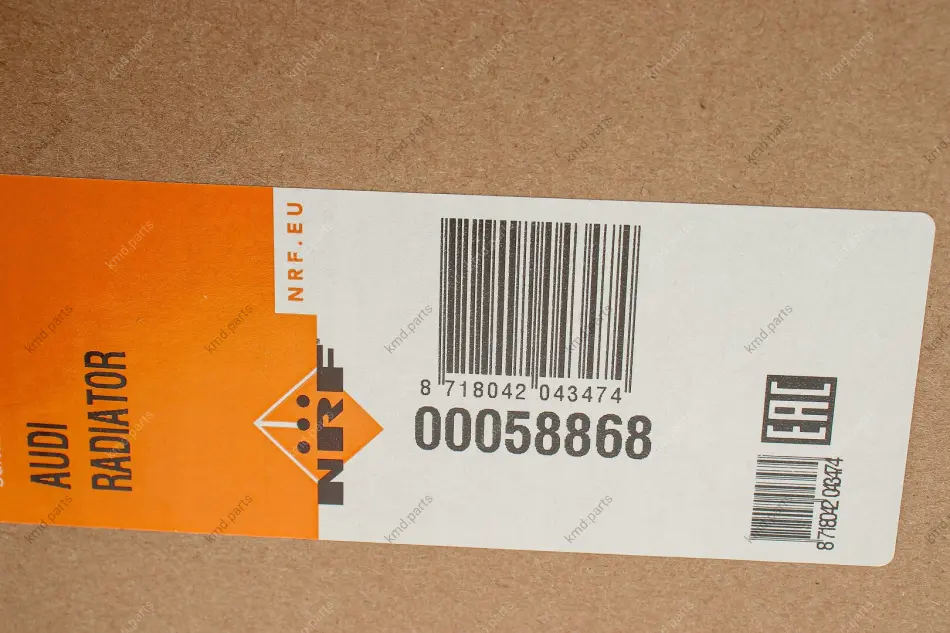 AUDI
RADIATOR
NRF.EU
NRF
8 718042 043474
00058868
EAC
8 718042 043474
kmd.parts